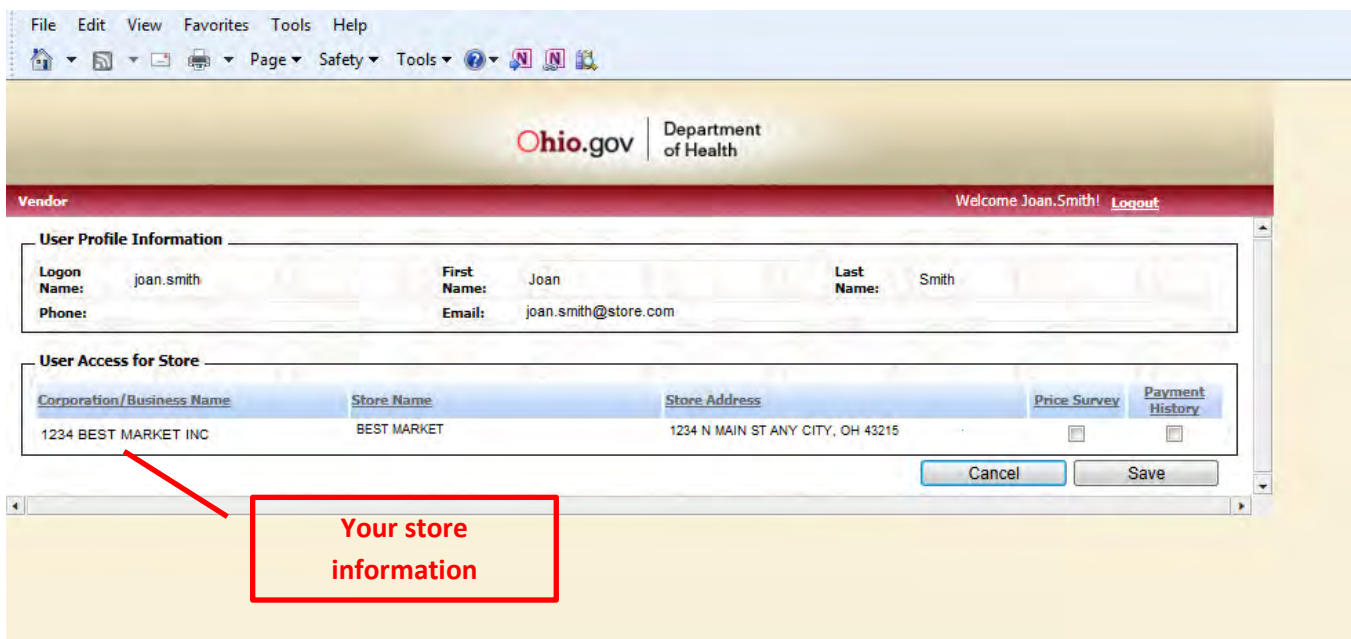 File Edit View Favorites Tools Help
Page Safety Tools
Ohio.gov Department of Health
Vendor Welcome Joan.Smith! Logout
User Profile Information
Logon Name: joan.smith First Name: Joan Last Name: Smith
Phone: Email: joan.smith@store.com
User Access for Store
Corporation/Business Name Store Name Store Address Price Survey Payment History
1234 BEST MARKET INC BEST MARKET 1234 N MAIN ST ANY CITY, OH 43215
Cancel Save
Your store
information